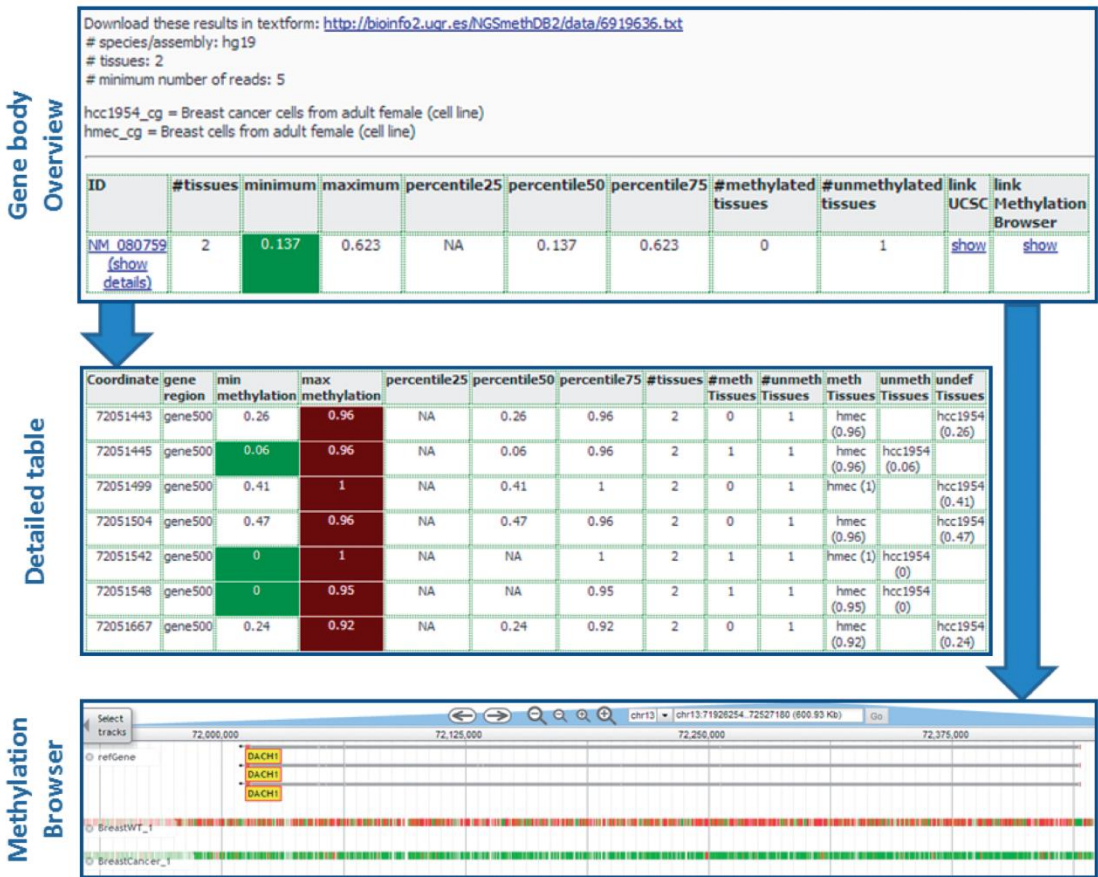 Gene body
Overview
Download these results in textform: http://bioinfo2.ugr.es/NGSmethDB2/data/6919636.txt
# species/assembly: hg19
# tissues: 2
# minimum number of reads: 5
hcc1954_cg = Breast cancer cells from adult female (cell line)
hmec_cg = Breast cells from adult female (cell line)
ID #tissues minimum maximum percentile25 percentile50 percentile75 #methylated tissues #unmethylated tissues link UCSC link Methylation Browser
NM_080759 (show details) 2 0.137 0.623 NA 0.137 0.623 0 1 show show
Detailed table
Coordinate gene region min methylation max methylation percentile25 percentile50 percentile75 #tissues #meth Tissues #unmeth Tissues meth Tissues unmeth Tissues undef Tissues
72051443 gene500 0.26 0.96 NA 0.26 0.96 2 0 1 hmec (0.96) hcc1954 (0.26)
72051445 gene500 0.06 0.96 NA 0.06 0.96 2 1 1 hmec (0.96) hcc1954 (0.06)
72051499 gene500 0.41 1 NA 0.41 1 2 0 1 hmec (1) hcc1954 (0.41)
72051504 gene500 0.47 0.96 NA 0.47 0.96 2 0 1 hmec (0.96) hcc1954 (0.47)
72051542 gene500 0 1 NA NA 1 2 1 1 hmec (1) hcc1954 (0)
72051548 gene500 0 0.95 NA NA 0.95 2 1 1 hmec (0.95) hcc1954 (0)
72051667 gene500 0.24 0.92 NA 0.24 0.92 2 0 1 hmec (0.92) hcc1954 (0.24)
Methylation
Browser
Select tracks
chr13 chr13:71926254..72527180 (600.93 Kb) Go
72,000,000 72,125,000 72,250,000 72,375,000
refGene
DACH1
DACH1
DACH1
BreastWT_1
BreastCancer_1